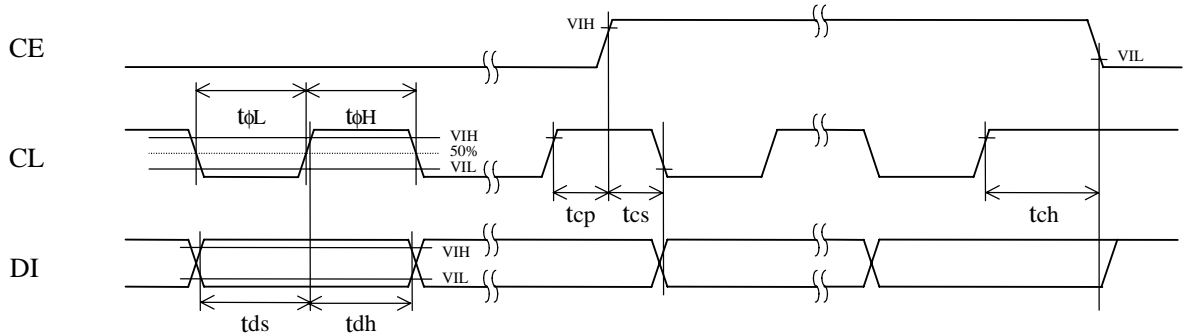 CE
VIH
VIL
tϕL
tϕH
CL
VIH
50%
VIL
tcp
tcs
tch
DI
VIH
VIL
tds
tdh